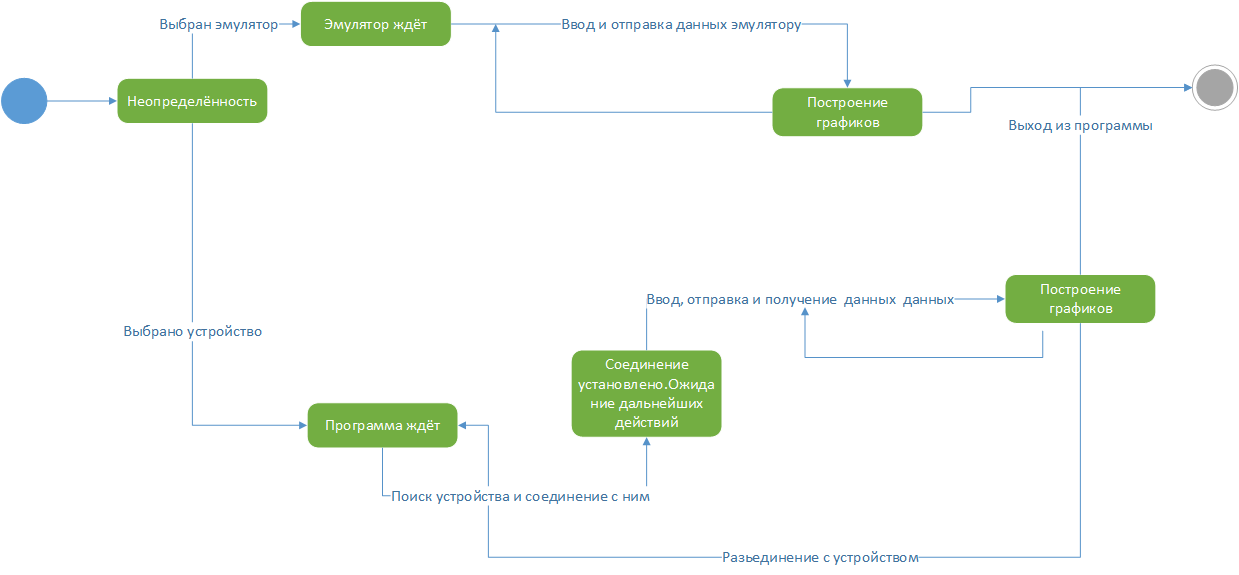 Выбран эмулятор
Эмулятор ждёт
Ввод и отправка данных эмулятору
Неопределённость
Построение
графиков
Выход из программы
Выбрано устройство
Ввод, отправка и получение  данных  данных
Построение
графиков
Соединение
установлено.Ожида
ние дальнейших
действий
Программа ждёт
Поиск устройства и соединение с ним
Разьединение с устройством